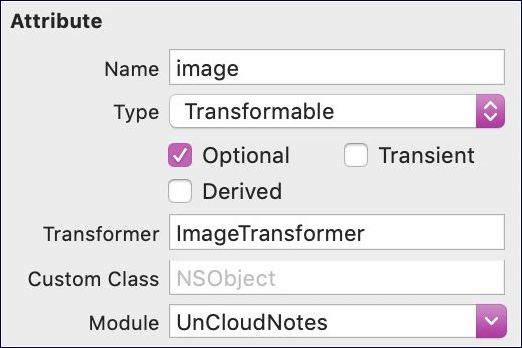 Attribute
Name image
Type Transformable
Optional Transient
Derived
Transformer ImageTransformer
Custom Class NSObject
Module UnCloudNotes